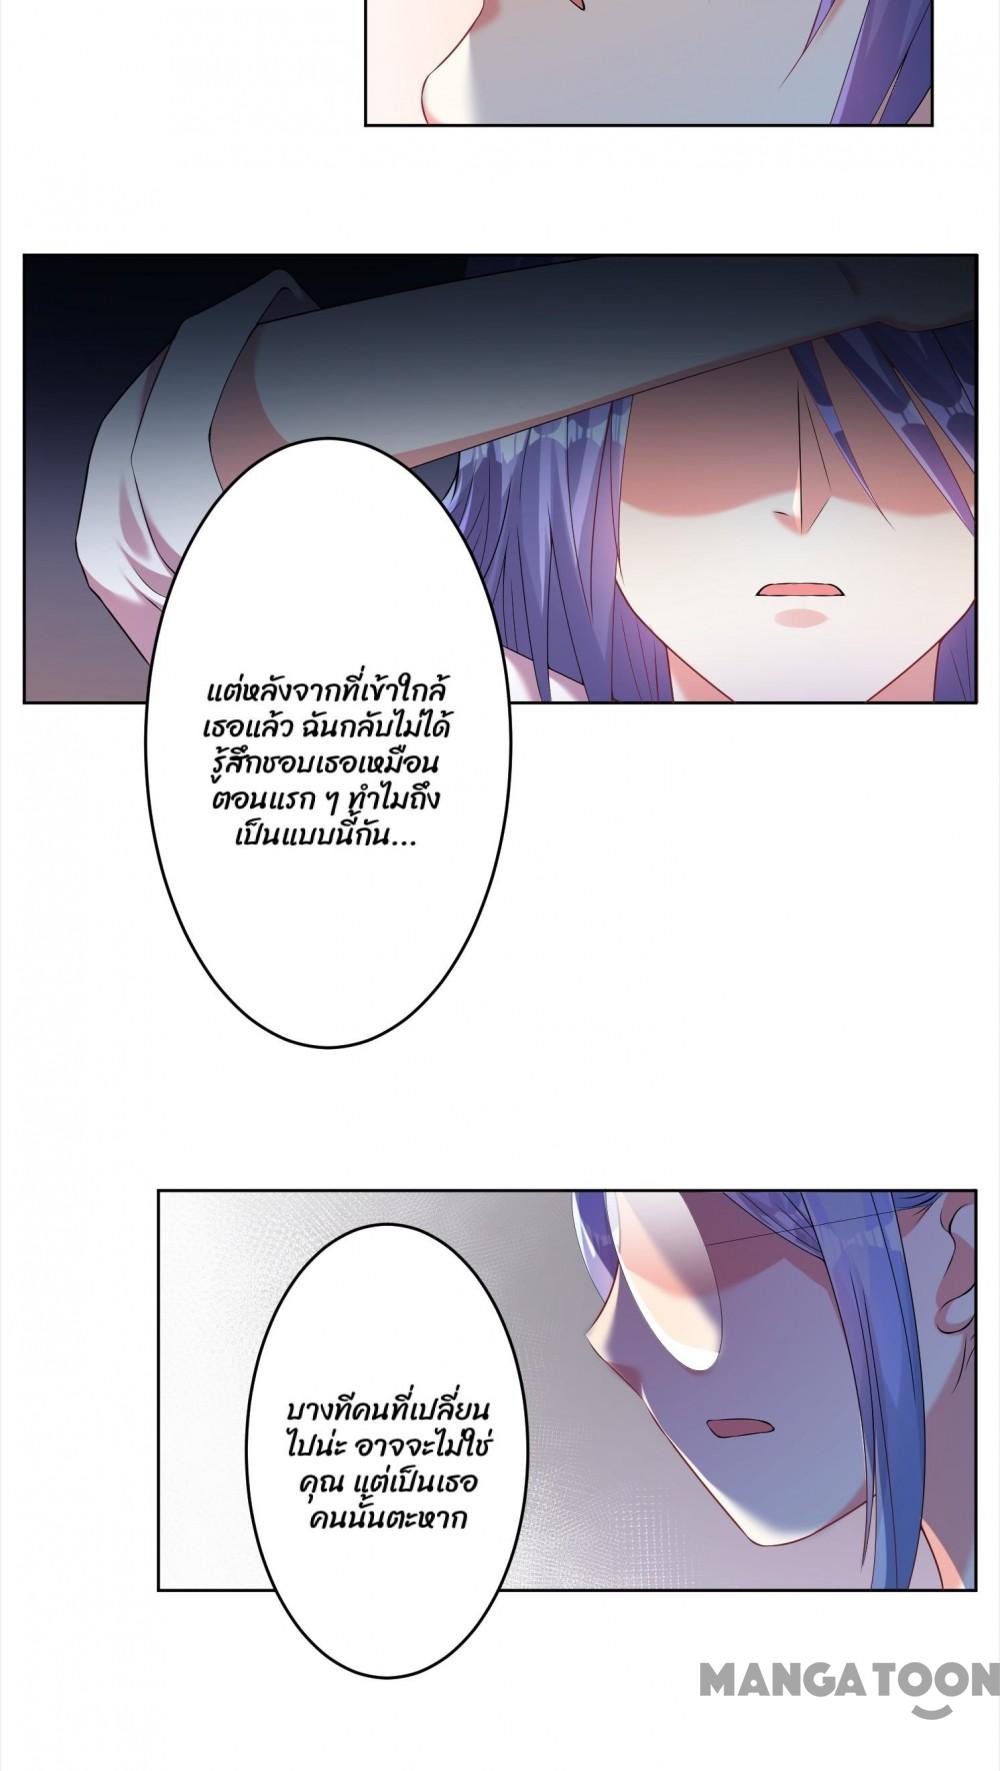 แต่หลังจากที่เข้าใกล้
เธอแล้ว ฉันกลับไม่ได้
รู้สึกชอบเธอเหมือน
ตอนแรก ๆ ทำไมถึง
เป็นแบบนี้กัน...
บางทีคนที่เปลี่ยน
ไปน่ะ อาจจะไม่ใช่
คุณ แต่เป็นเธอ
คนนั้นตะหาก
MANGATOON